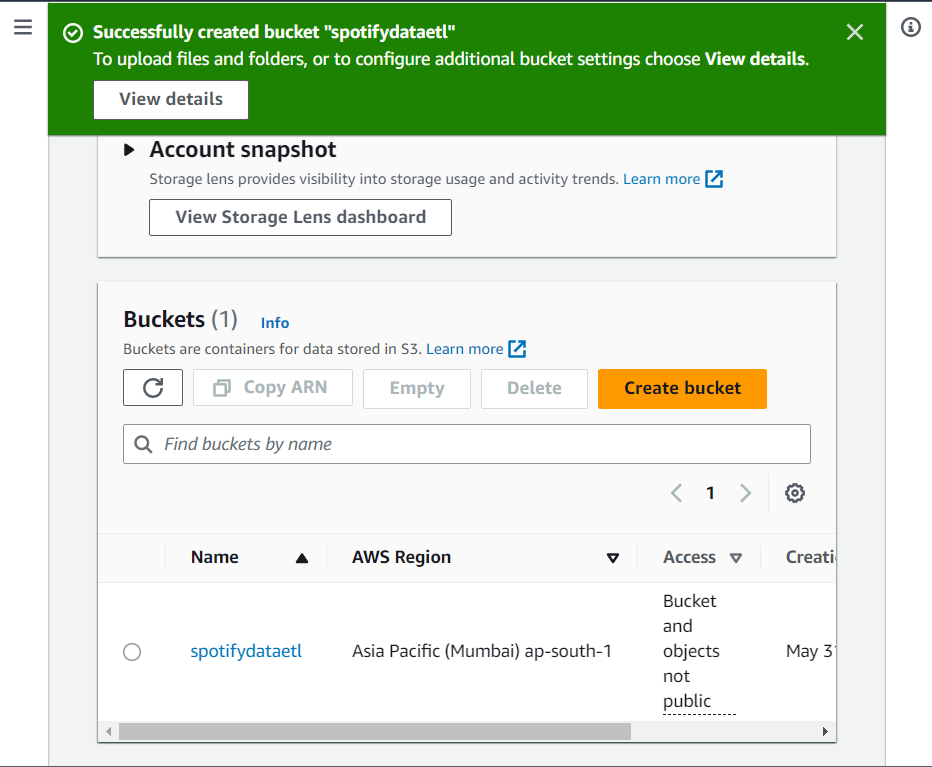 Successfully created bucket "spotifydataetl"
To upload files and folders, or to configure additional bucket settings choose View details.
View details
Account snapshot
Storage lens provides visibility into storage usage and activity trends. Learn more
View Storage Lens dashboard
Buckets (1) Info
Buckets are containers for data stored in S3. Learn more
Copy ARN Empty Delete Create bucket
Find buckets by name
1
Name AWS Region Access Creati
spotifydataetl Asia Pacific (Mumbai) ap-south-1 Bucket and objects not public May 31